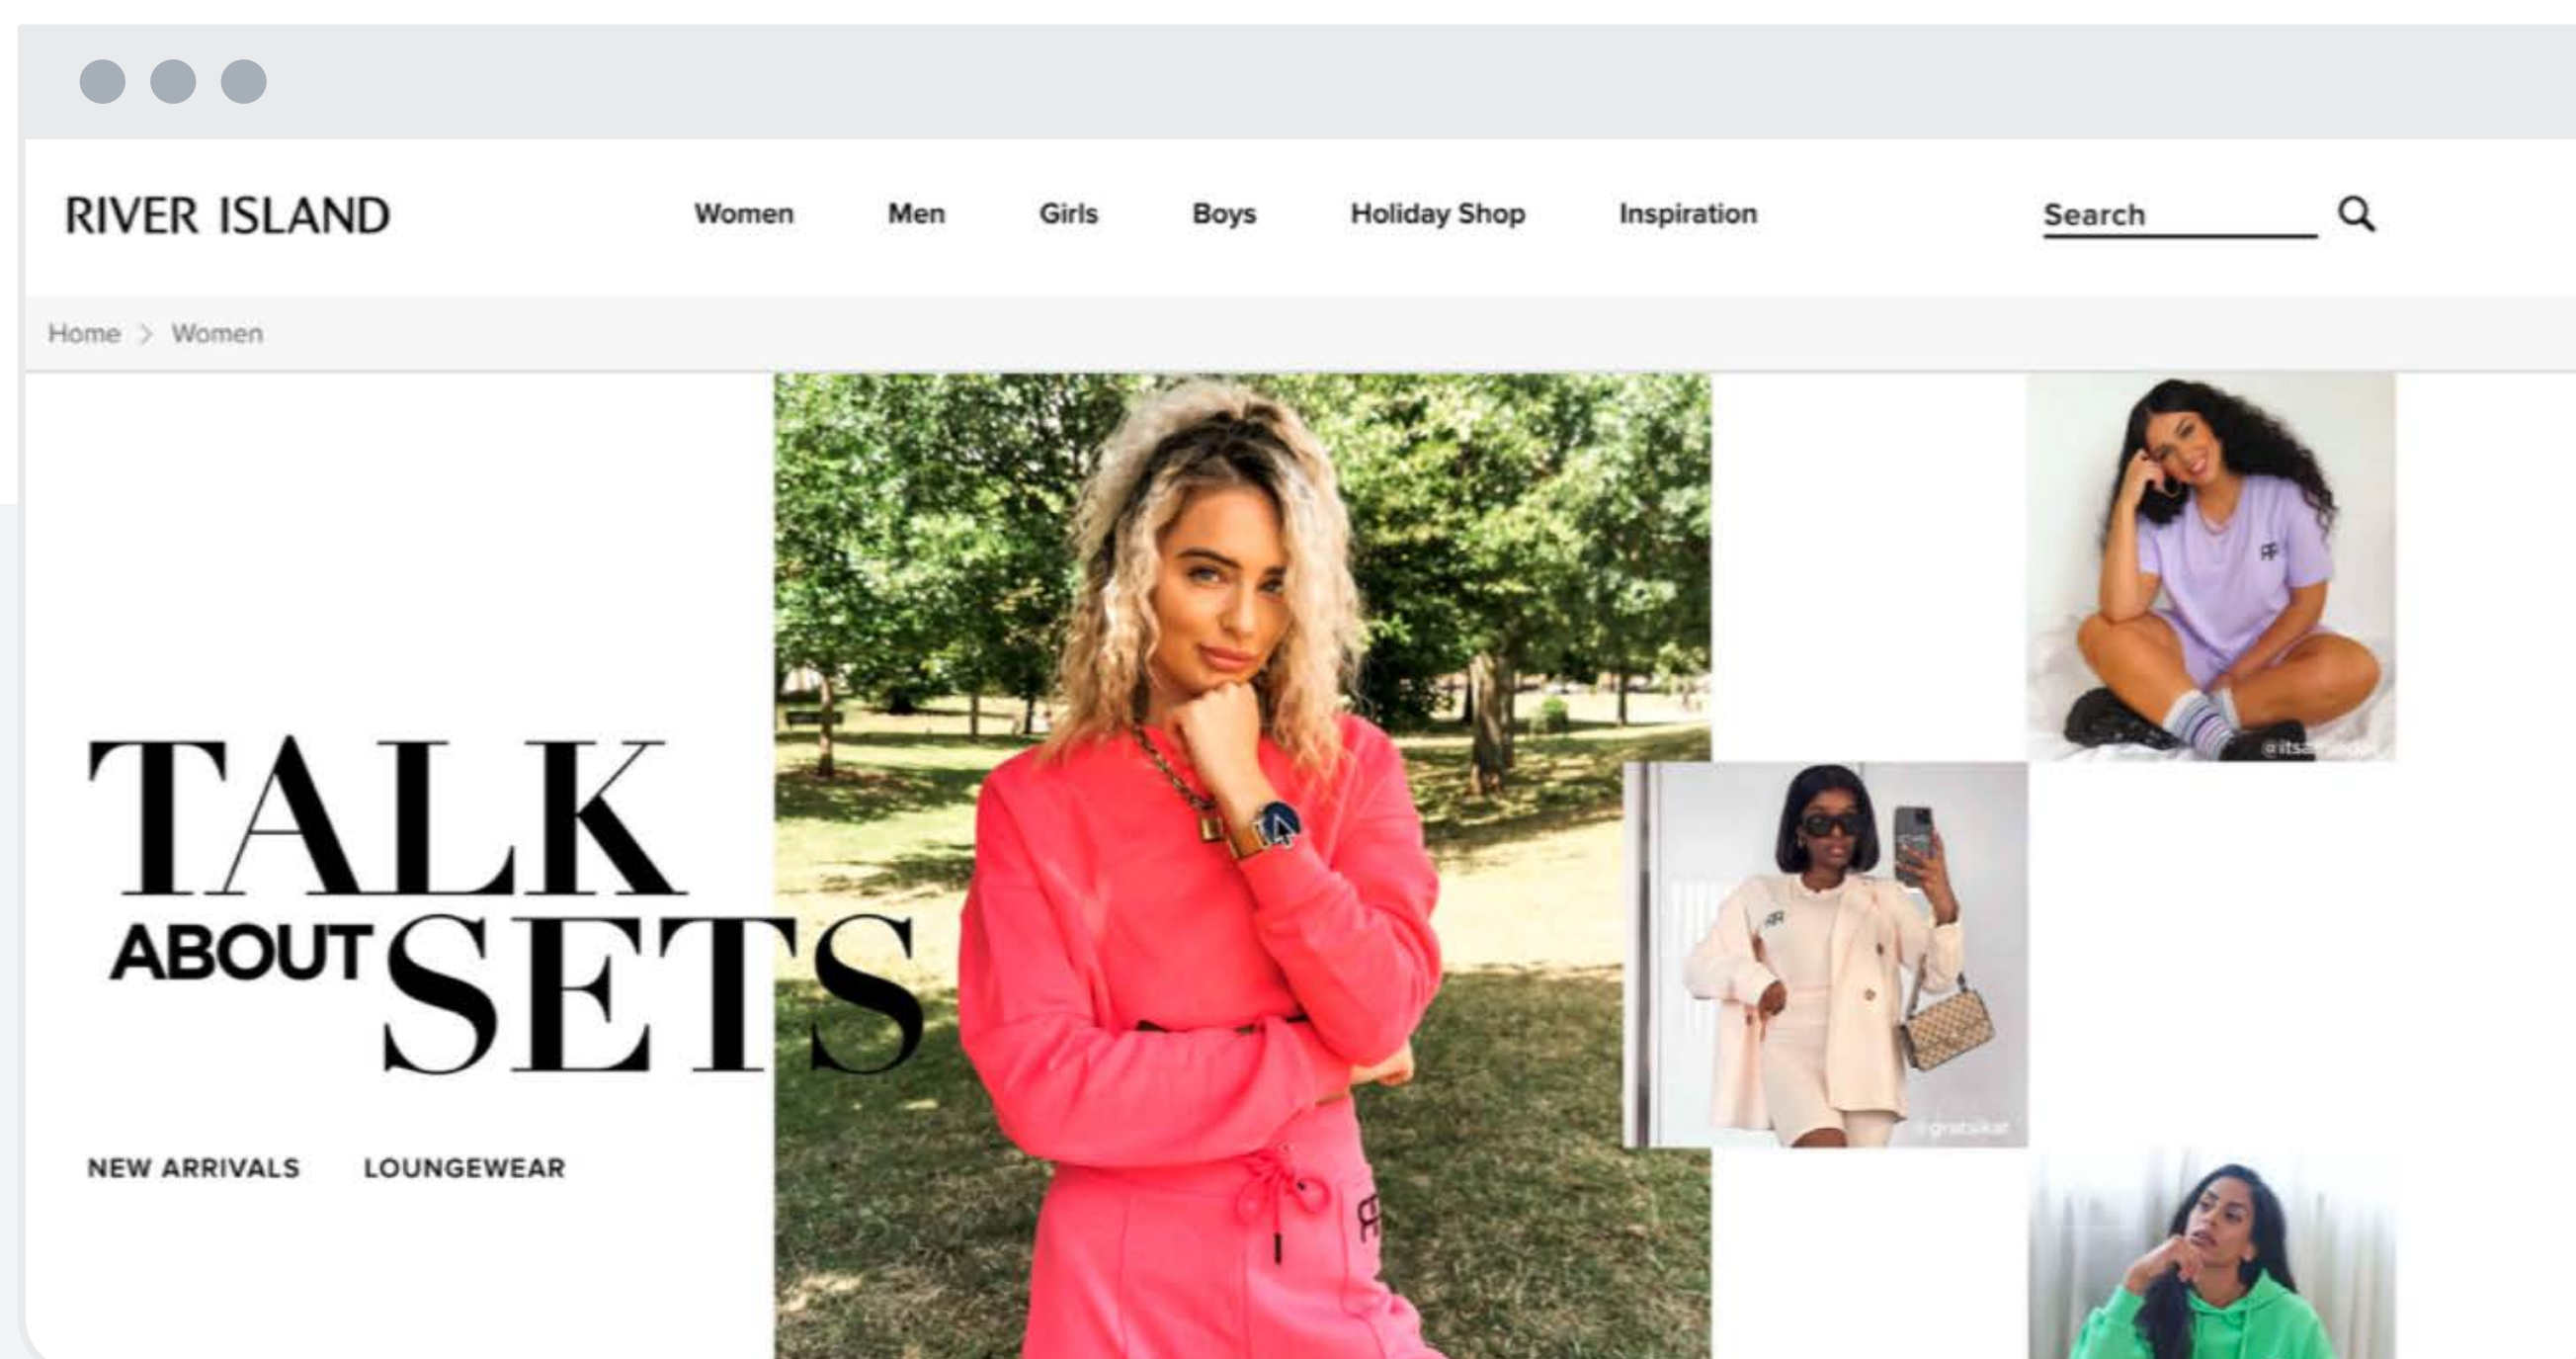 RIVER ISLAND
Women Men Girls Boys Holiday Shop Inspiration
Search
Home > Women
TALK
ABOUT SETS
NEW ARRIVALS LOUNGEWEAR